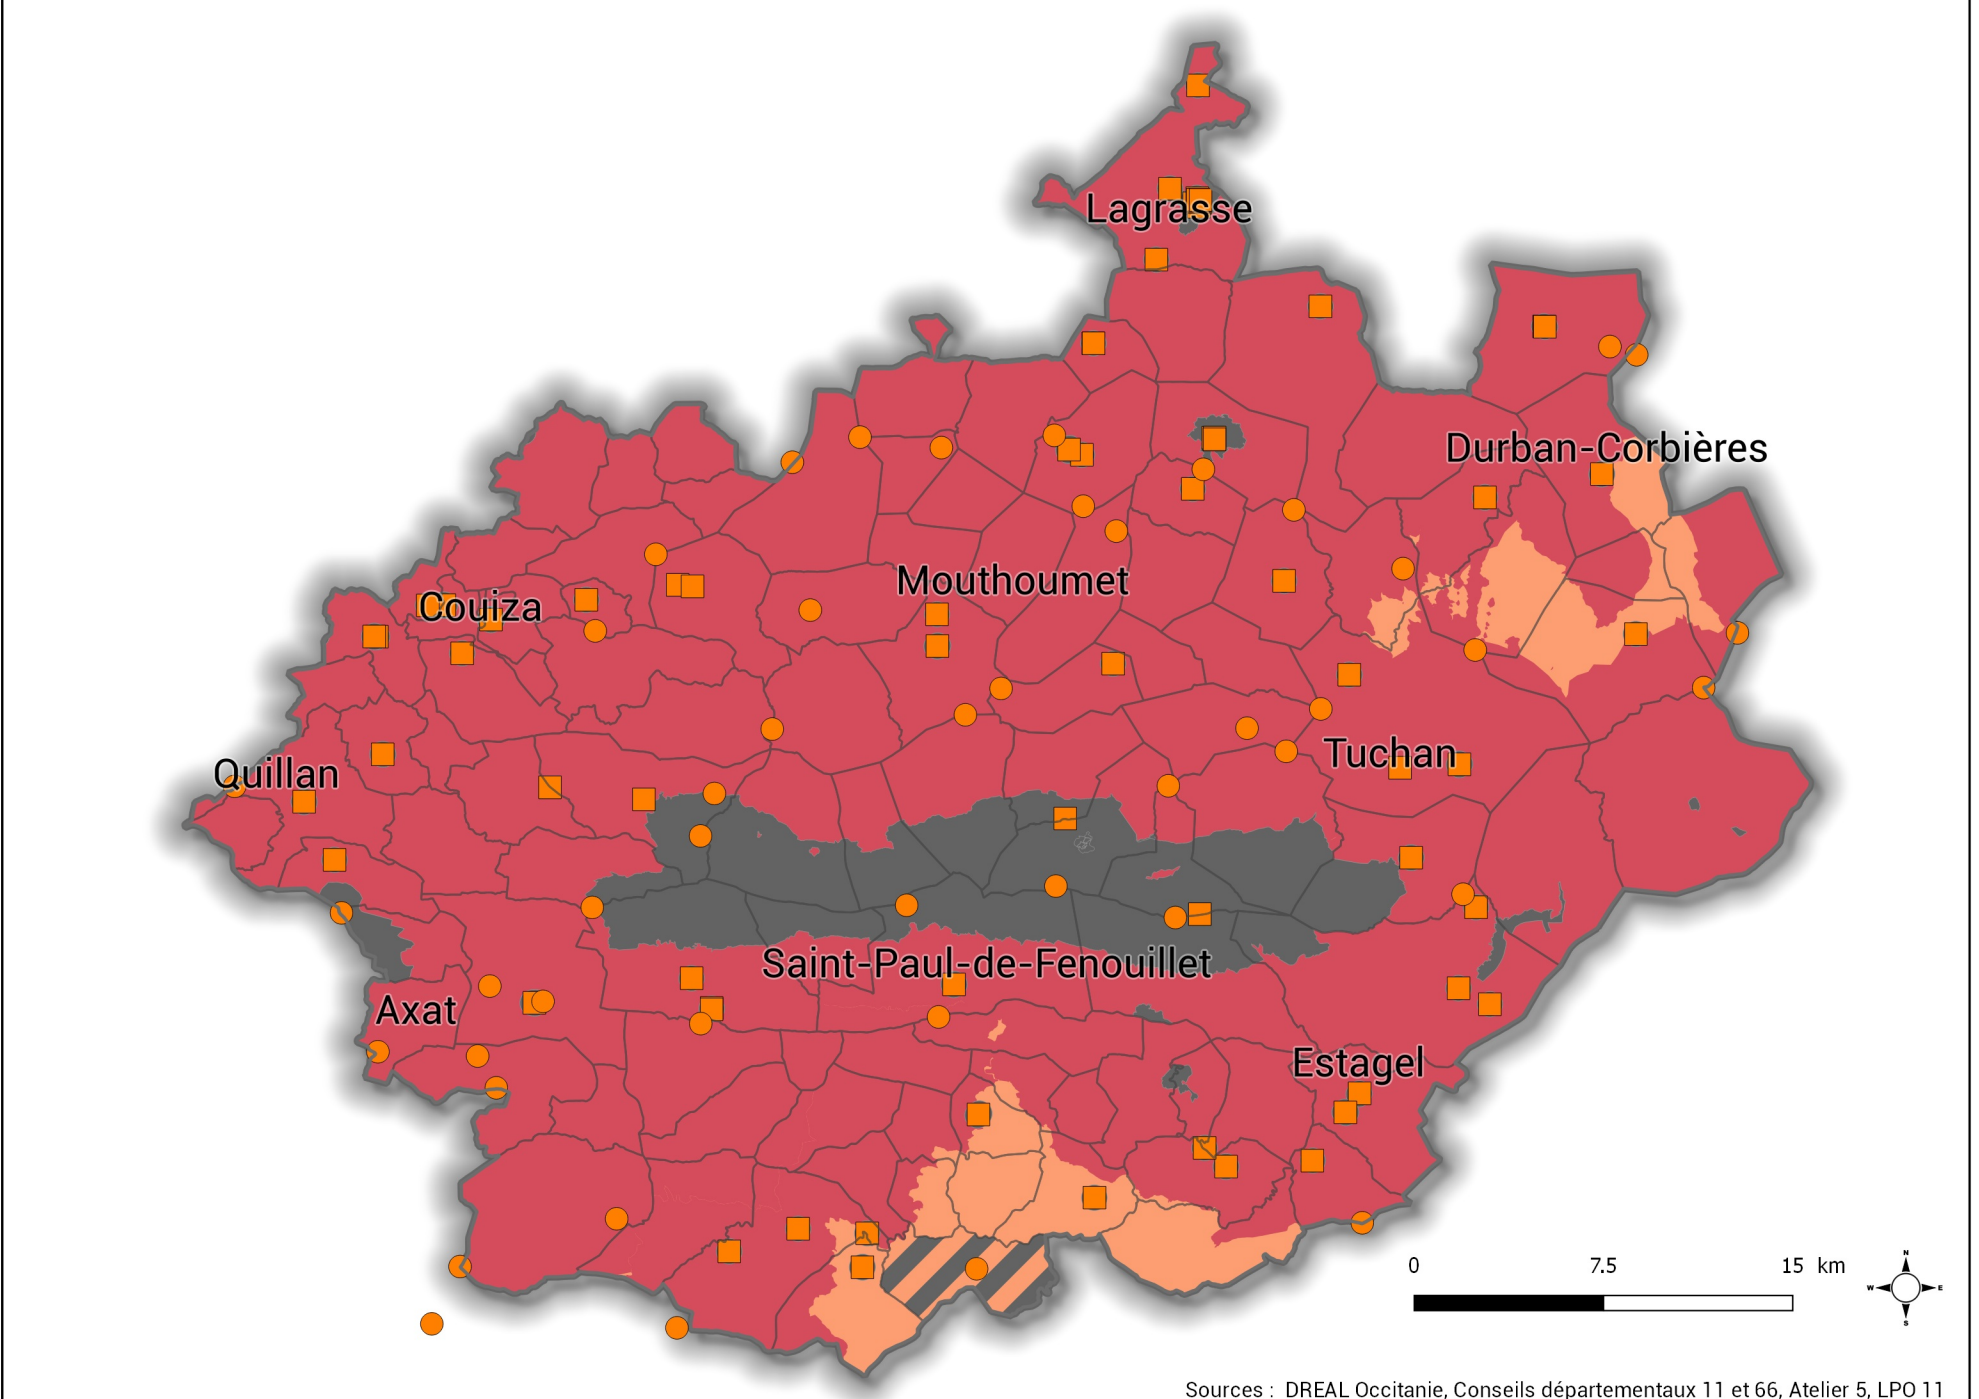 Lagrasse
Durban-Corbières
Mouthoumet
Couiza
Tuchan
Quillan
Saint-Paul-de-Fenouillet
Axat
Estagel
0 7.5 15 km
N
W E
S
Sources : DREAL Occitanie, Conseils départementaux 11 et 66, Atelier 5, LPO 11